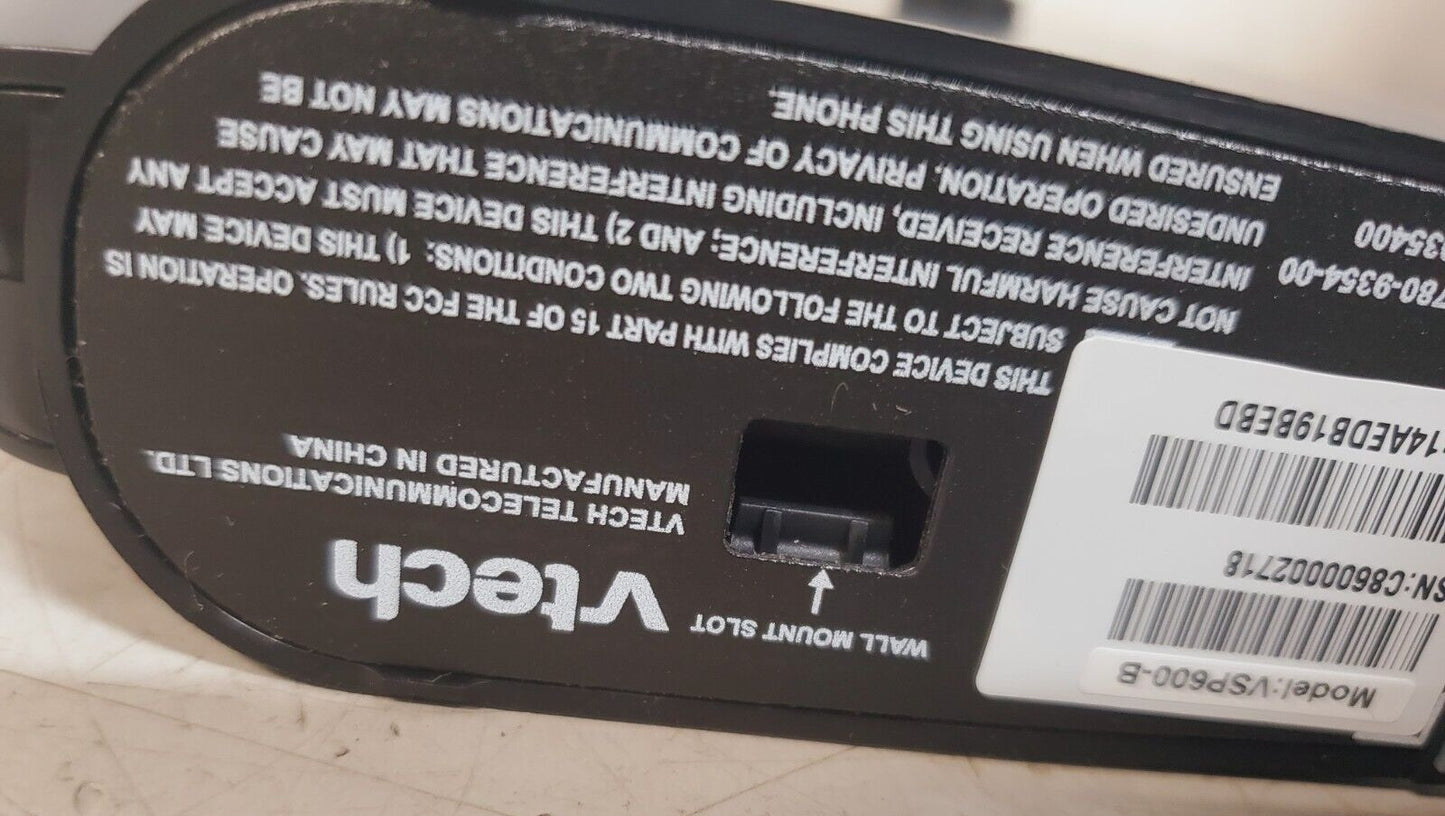 Model:VSP600-B
SN:C8600002718
14AEDB19BEBD
780-9354-00
35400
WALL MOUNT SLOT
vtech
VTECH TELECOMMUNICATIONS LTD.
MANUFACTURED IN CHINA
THIS DEVICE COMPLIES WITH PART 15 OF THE FCC RULES. OPERATION IS
SUBJECT TO THE FOLLOWING TWO CONDITIONS: 1) THIS DEVICE MAY
NOT CAUSE HARMFUL INTERFERENCE; AND 2) THIS DEVICE MUST ACCEPT ANY
INTERFERENCE RECEIVED, INCLUDING INTERFERENCE THAT MAY CAUSE
UNDESIRED OPERATION. PRIVACY OF COMMUNICATIONS MAY NOT BE
ENSURED WHEN USING THIS PHONE.